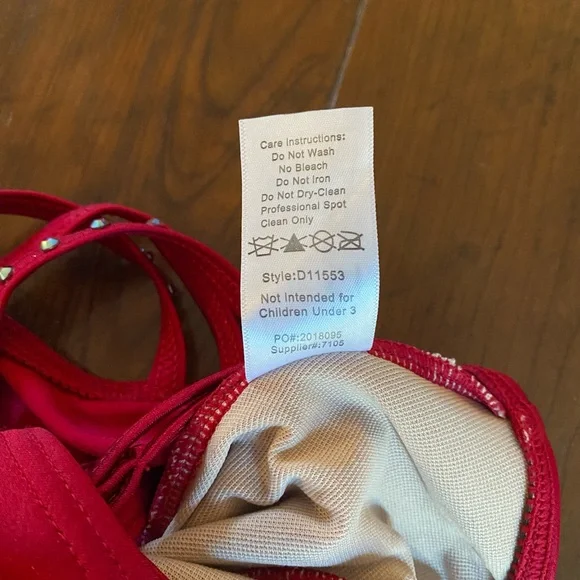 Care Instructions:
Do Not Wash
No Bleach
Do Not Iron
Do Not Dry-Clean
Professional Spot
Clean Only
Style:D11553
Not Intended for
Children Under 3
PO#:2018095
Supplier#:7105